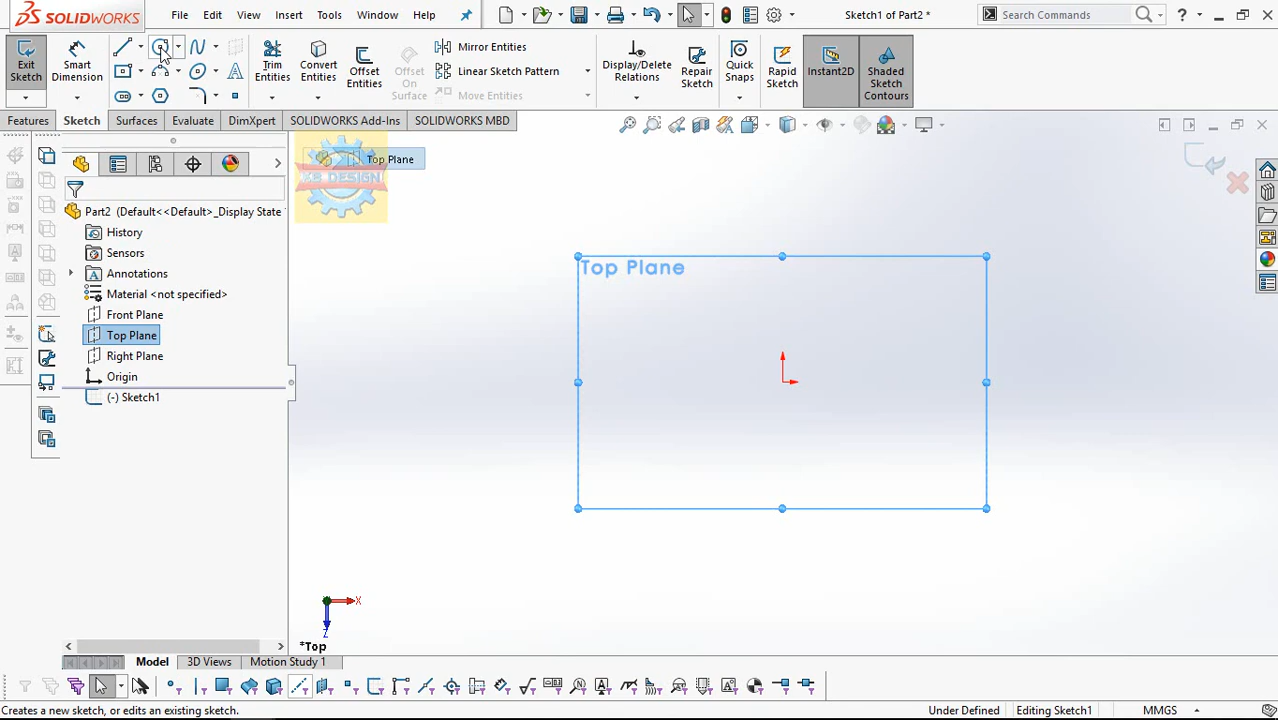 SOLIDWORKS
File
Edit
View
Insert
Tools
Window
Help
Sketch1 of Part2 *
Search Commands
Exit Sketch
Smart Dimension
Trim Entities
Convert Entities
Offset Entities
Offset On Surface
Mirror Entities
Linear Sketch Pattern
Move Entities
Display/Delete Relations
Repair Sketch
Quick Snaps
Rapid Sketch
Instant2D
Shaded Sketch Contours
Features
Sketch
Surfaces
Evaluate
DimXpert
SOLIDWORKS Add-Ins
SOLIDWORKS MBD
Top Plane
KB DESIGN
Part2 (Default<<Default>_Display State
History
Sensors
Annotations
Material <not specified>
Front Plane
Top Plane
Right Plane
Origin
(-) Sketch1
Top Plane
X
Z
*Top
Model
3D Views
Motion Study 1
Creates a new sketch, or edits an existing sketch.
Under Defined
Editing Sketch1
MMGS